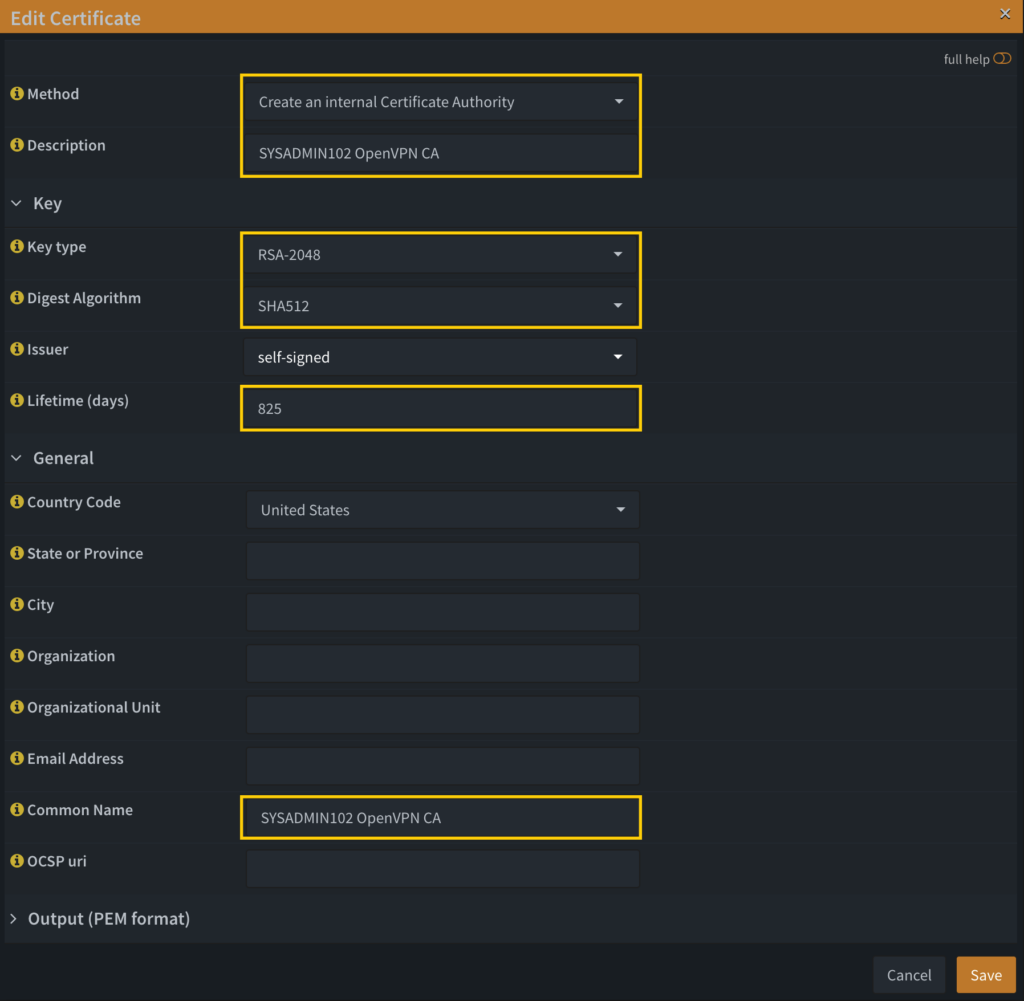 Edit Certificate
full help
Method
Create an internal Certificate Authority
Description
SYSADMIN102 OpenVPN CA
Key
Key type
RSA-2048
Digest Algorithm
SHA512
Issuer
self-signed
Lifetime (days)
825
General
Country Code
United States
State or Province
City
Organization
Organizational Unit
Email Address
Common Name
SYSADMIN102 OpenVPN CA
OCSP uri
Output (PEM format)
Cancel
Save